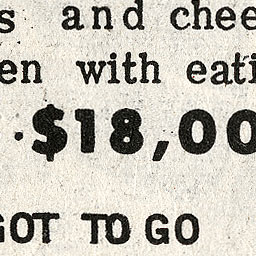 s and chee
en with eati
·$18,00
GOT TO GO